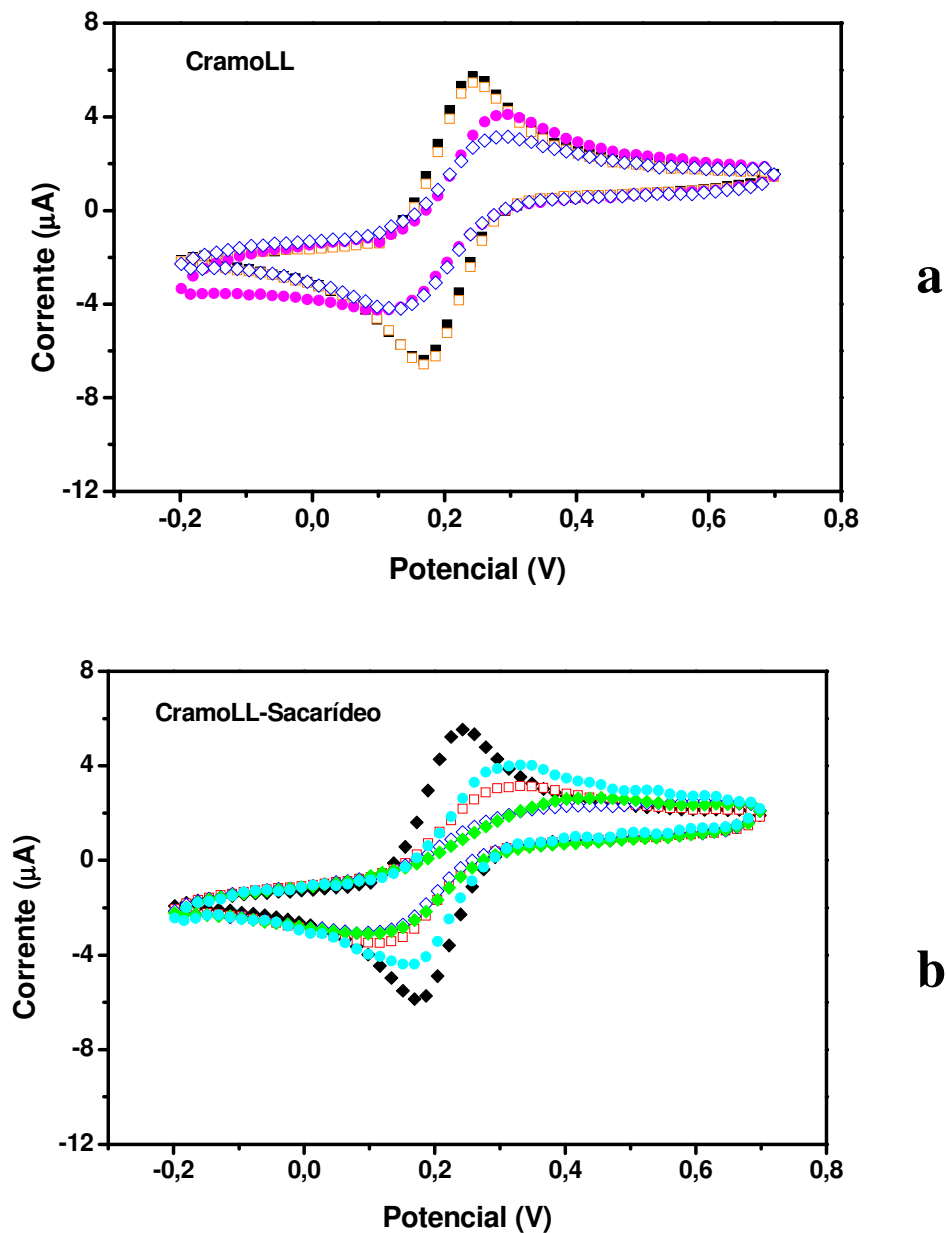 8
CramoLL
4
0
-4
-8
-12
Corrente (µA)
-0,2 0,0 0,2 0,4 0,6 0,8
Potencial (V)
a
8
CramoLL-Sacarídeo
4
0
-4
-8
-12
Corrente (µA)
-0,2 0,0 0,2 0,4 0,6 0,8
Potencial (V)
b